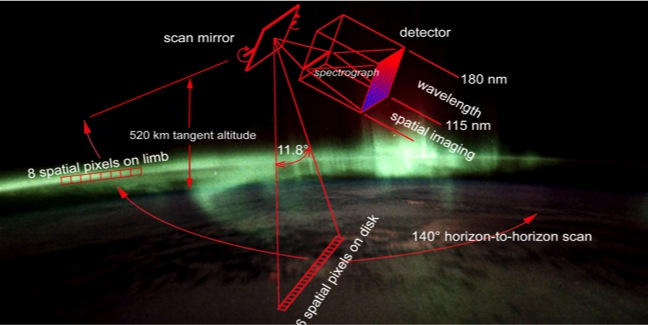 scan mirror
detector
spectrograph
180 nm
wavelength
115 nm
spatial imaging
520 km tangent altitude
11.8°
8 spatial pixels on limb
140° horizon-to-horizon scan
6 spatial pixels on disk